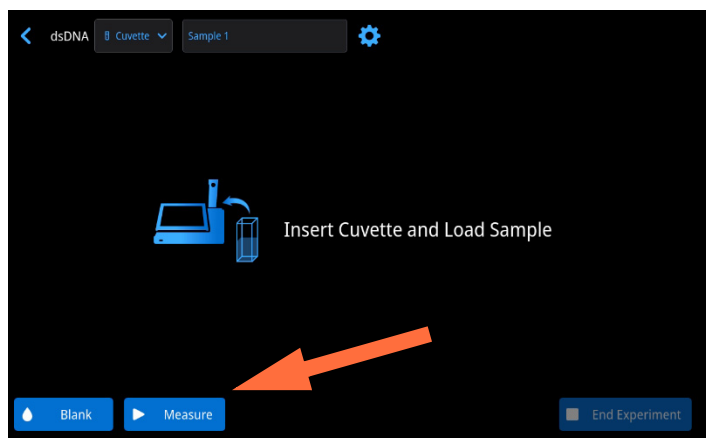 dsDNA Cuvette Sample 1
Insert Cuvette and Load Sample
Blank Measure End Experiment